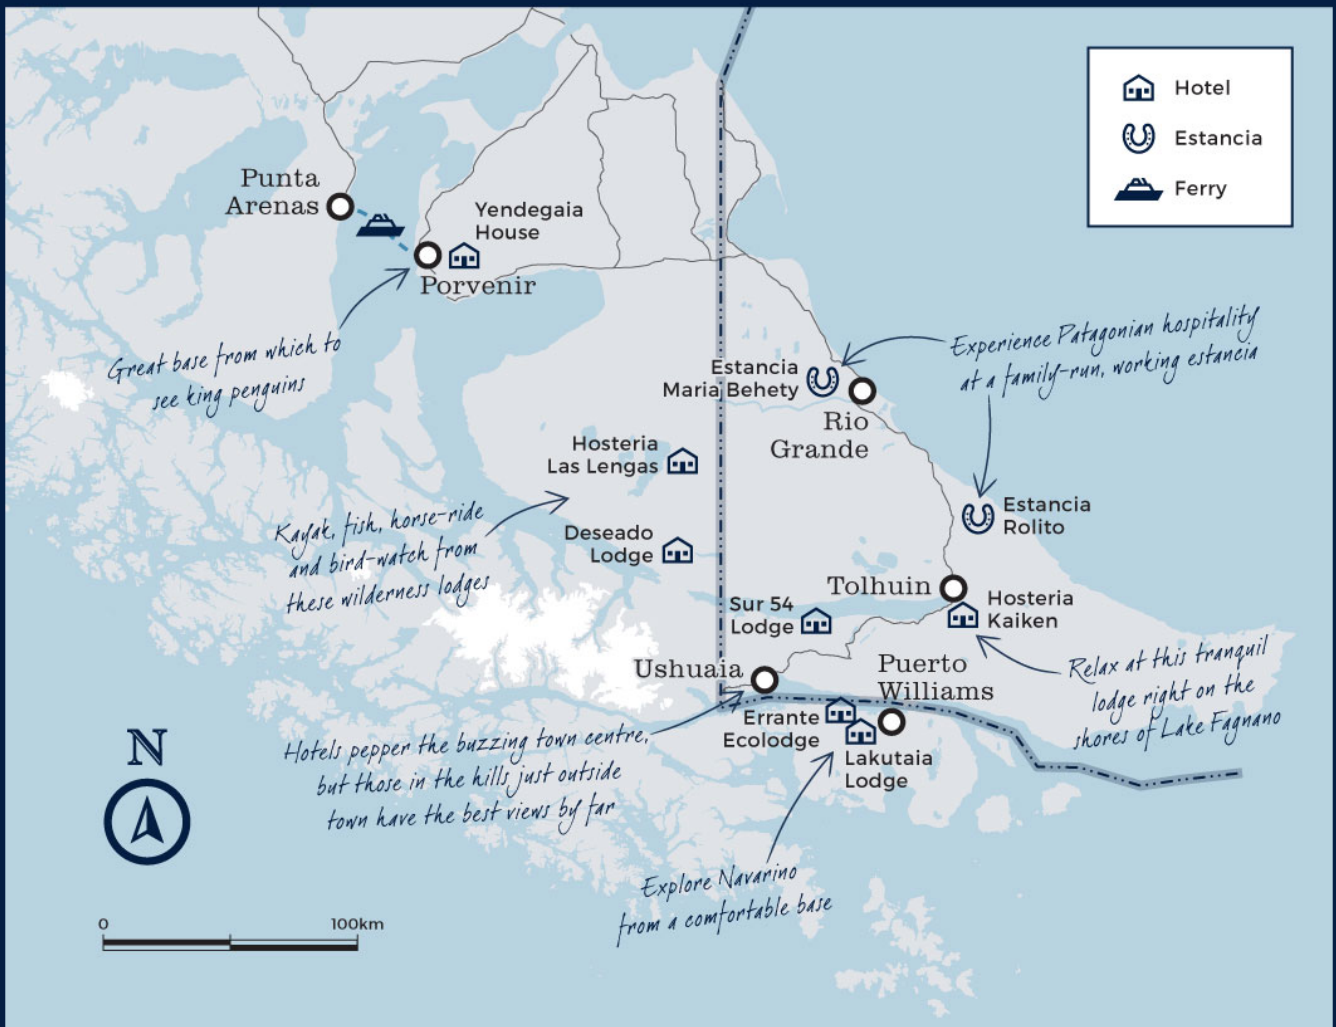 Hotel
Estancia
Ferry
Punta
Arenas
Yendegaia
House
Porvenir
Great base from which to
see king penguins
Experience Patagonian hospitality
at a family-run, working estancia
Estancia
Maria Behety
Rio
Grande
Hosteria
Las Lengas
Estancia
Rolito
Kayak, fish, horse-ride
and bird-watch from
these wilderness lodges
Deseado
Lodge
Tolhuin
Sur 54
Lodge
Hosteria
Kaiken
Ushuaia
Puerto
Williams
Relax at this tranquil
lodge right on the
shores of Lake Fagnano
Errante
Ecolodge
Lakutaia
Lodge
Hotels pepper the buzzing town centre,
but those in the hills just outside
town have the best views by far
Explore Navarino
from a comfortable base
N
0 100km